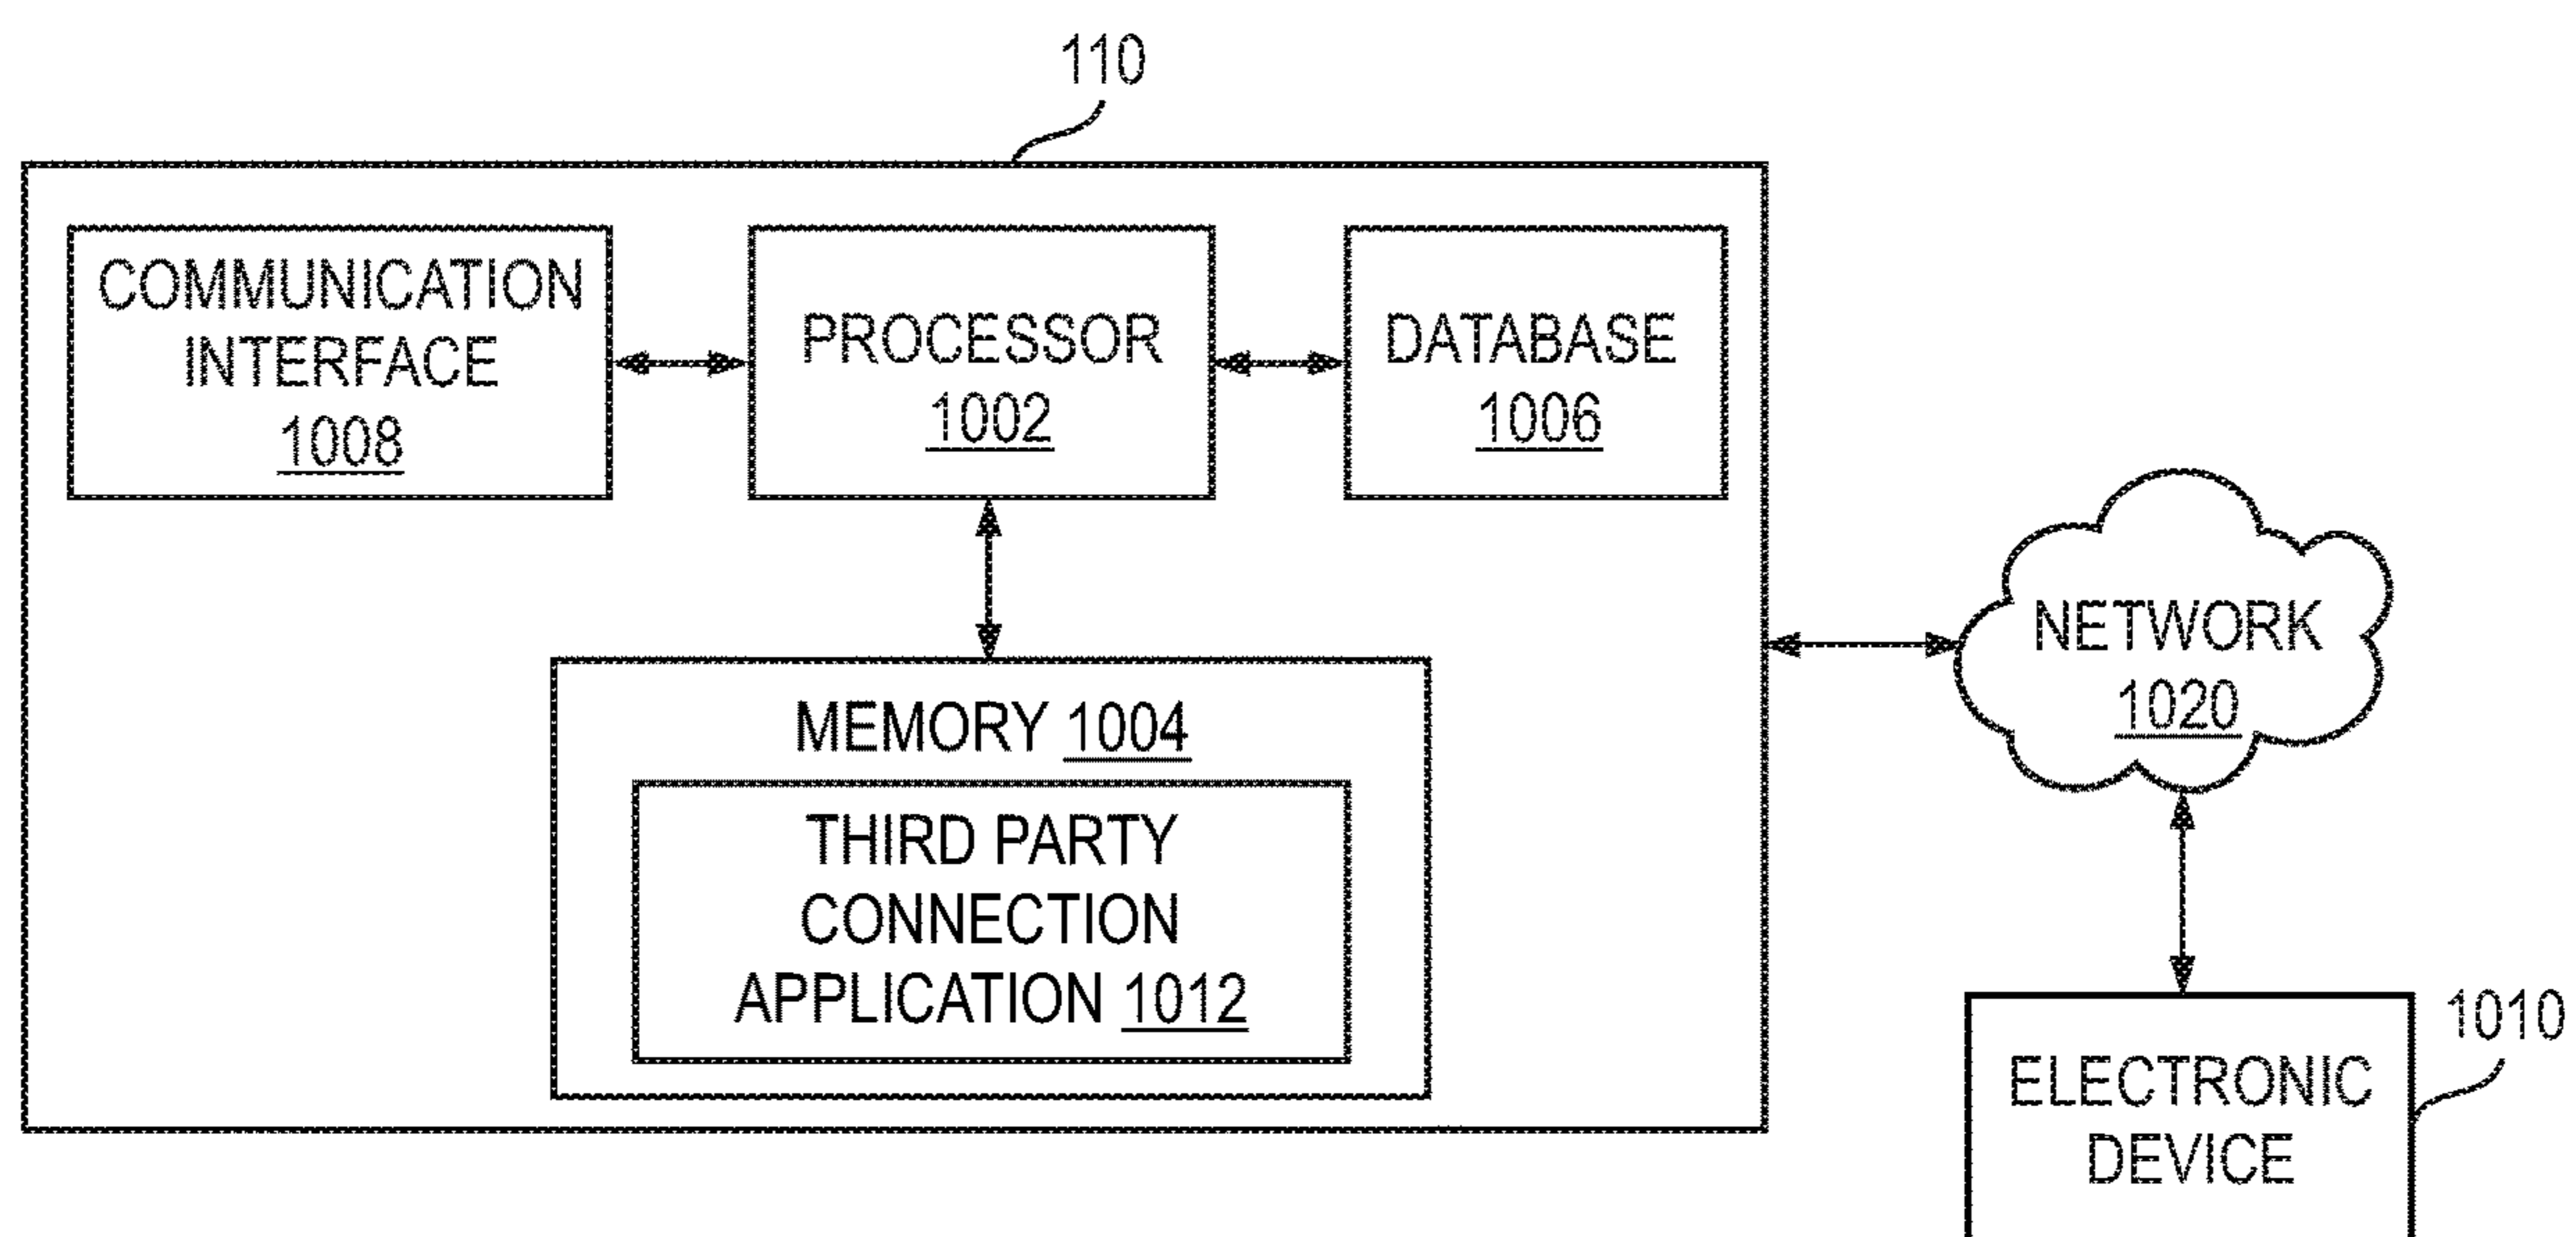 110
COMMUNICATION
INTERFACE
1008
PROCESSOR
1002
DATABASE
1006
MEMORY 1004
THIRD PARTY
CONNECTION
APPLICATION 1012
NETWORK
1020
1010
ELECTRONIC
DEVICE